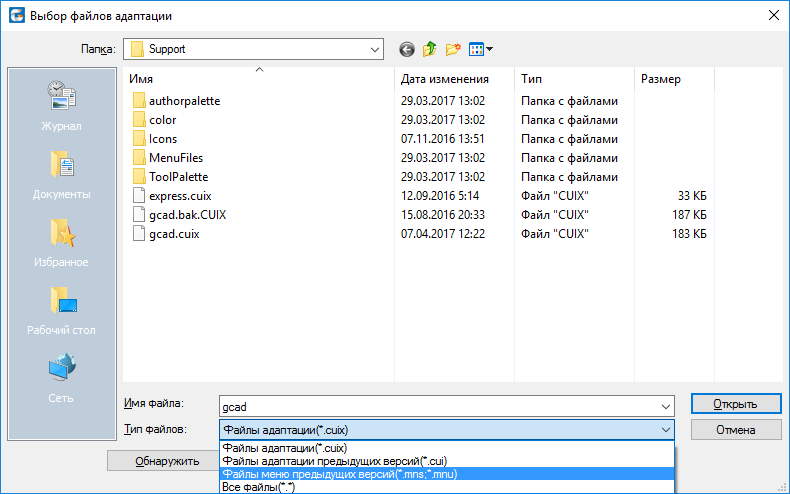 Выбор файлов адаптации
Папка: Support
Имя Дата изменения Тип Размер
authorpalette 29.03.2017 13:02 Папка с файлами
color 29.03.2017 13:02 Папка с файлами
Icons 07.11.2016 13:51 Папка с файлами
MenuFiles 29.03.2017 13:02 Папка с файлами
ToolPalette 29.03.2017 13:02 Папка с файлами
express.cuix 12.09.2016 5:14 Файл "CUIX" 33 КБ
gcad.bak.CUIX 15.08.2016 20:33 Файл "CUIX" 187 КБ
gcad.cuix 07.04.2017 12:22 Файл "CUIX" 183 КБ
Журнал
Документы
Избранное
Рабочий стол
Сеть
Имя файла: gcad Открыть
Тип файлов: Файлы адаптации(*.cuix) Отмена
Обнаружить
Файлы адаптации(*.cuix)
Файлы адаптации предыдущих версий(*.cui)
Файлы меню предыдущих версий(*.mns;*.mnu)
Все файлы(*.*)